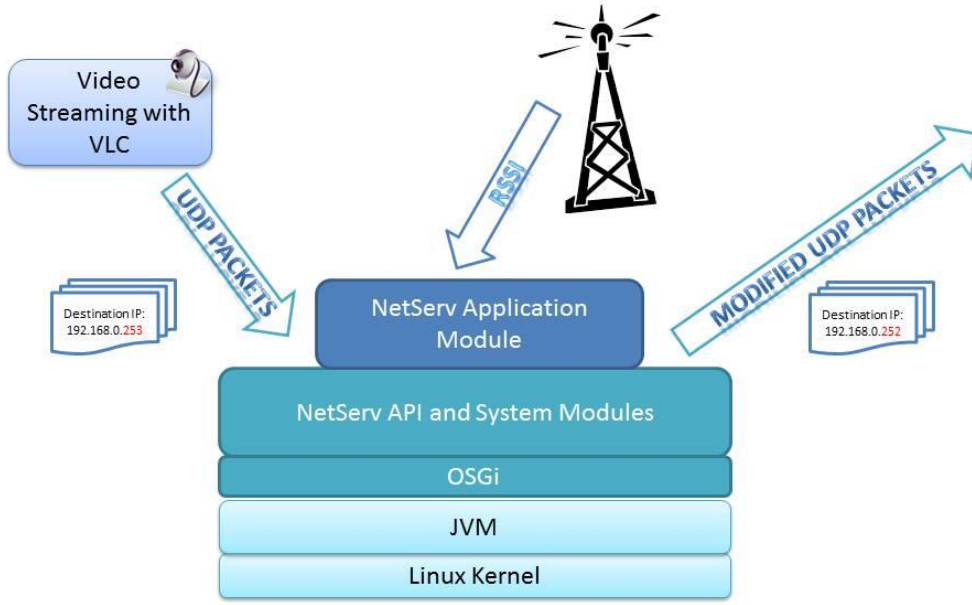 Video
Streaming with
VLC
RSSI
UDP PACKETS
MODIFIED UDP PACKETS
Destination IP:
192.168.0.253
NetServ Application
Module
Destination IP:
192.168.0.252
NetServ API and System Modules
OSGi
JVM
Linux Kernel